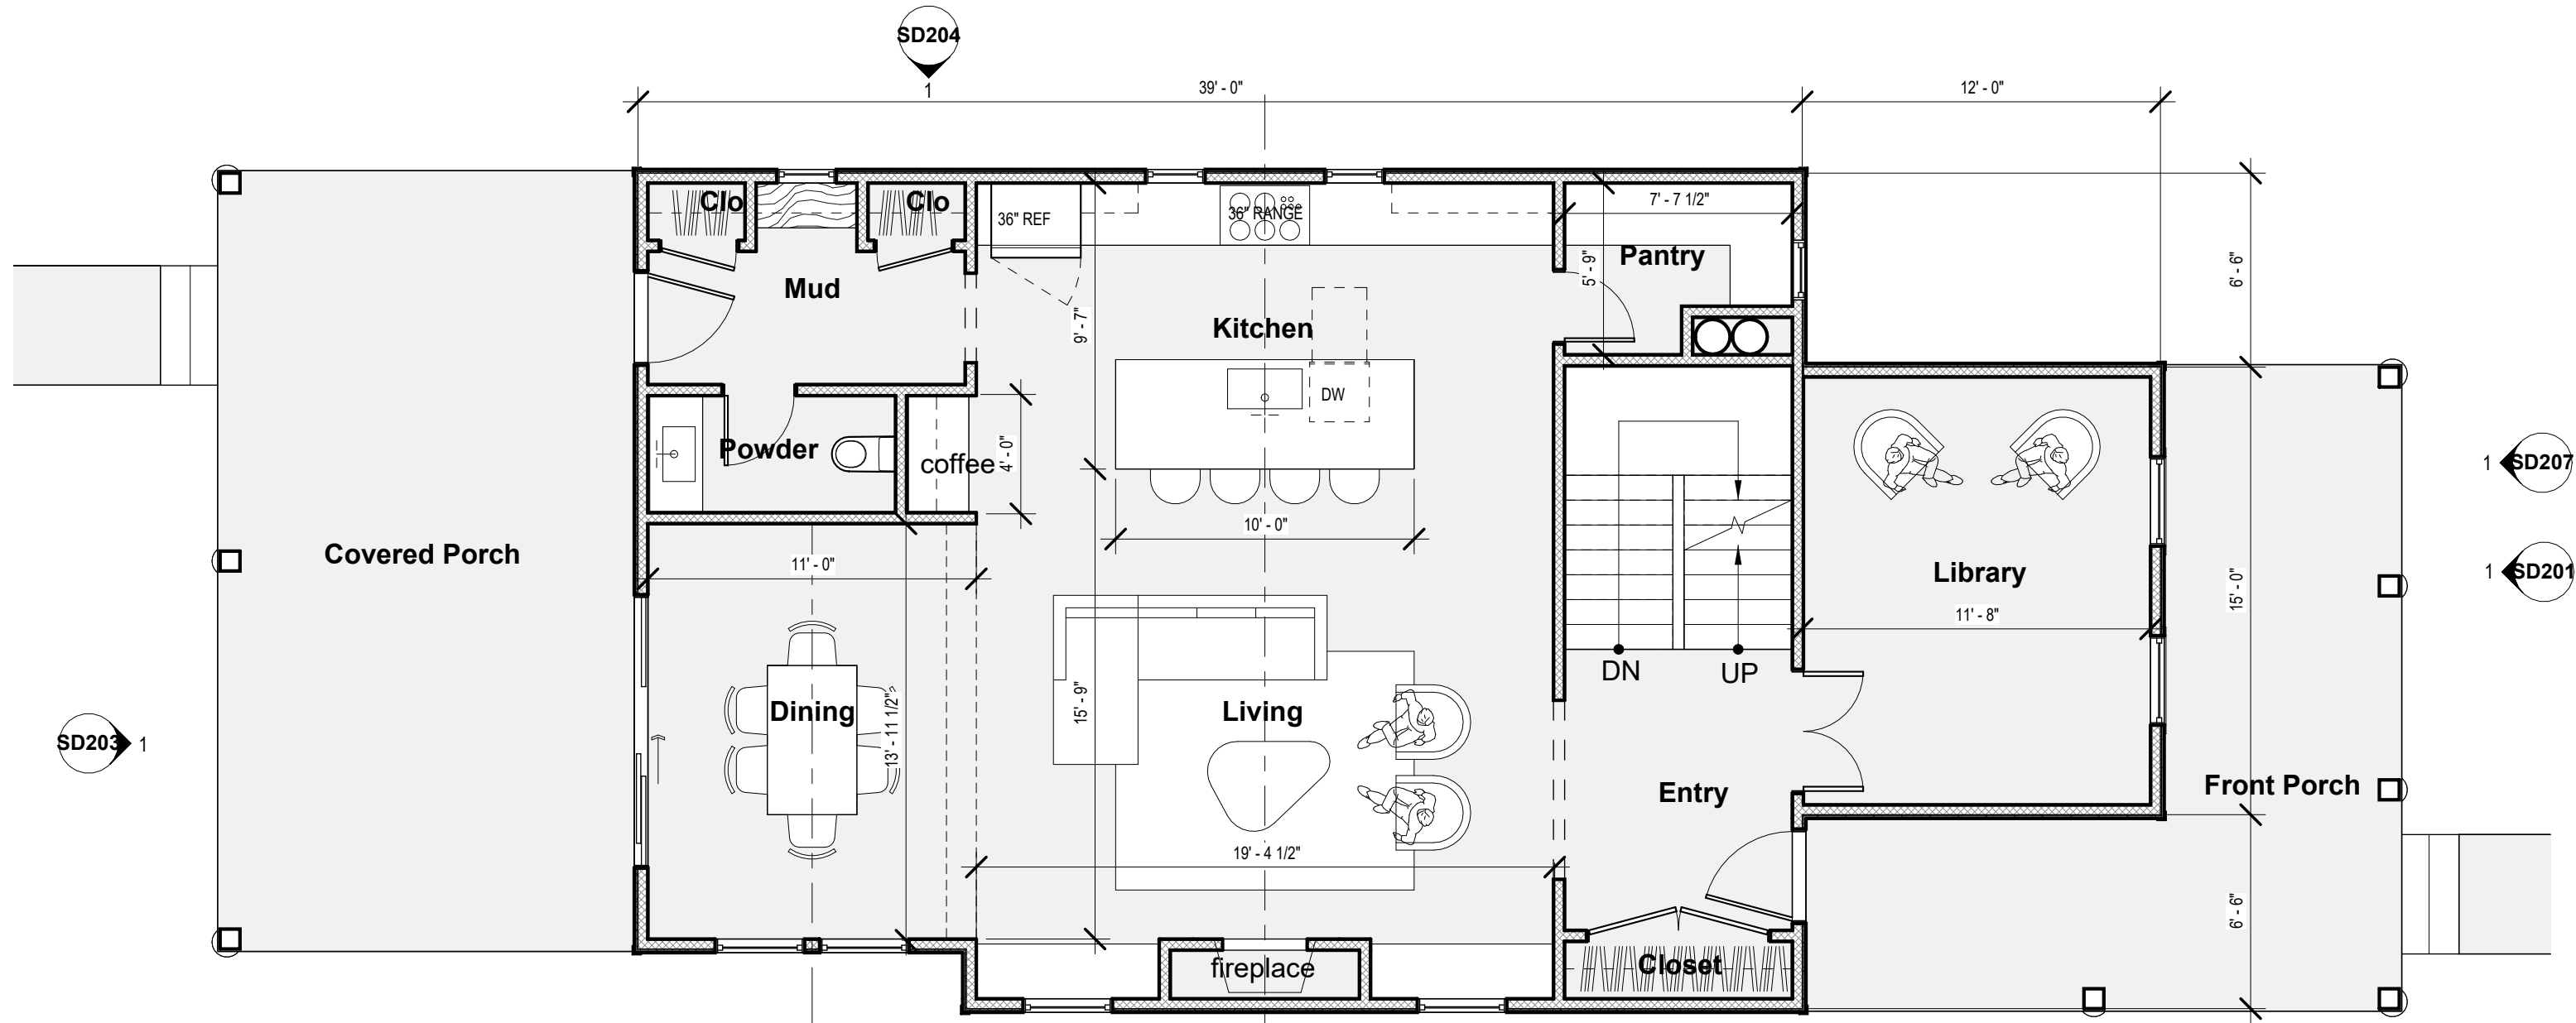 SD204
1
39' - 0"
12' - 0"
Clo
Clo
36" REF
36" RANGE
7' - 7 1/2"
Pantry
5' - 9"
6' - 6"
Mud
9' - 7"
Kitchen
DW
Powder
coffee
4' - 0"
1
SD207
10' - 0"
Covered Porch
11' - 0"
Library
1
SD201
15' - 0"
11' - 8"
DN
UP
Dining
13' - 11 1/2"
15' - 9"
Living
SD203
1
Entry
Front Porch
19' - 4 1/2"
6' - 6"
fireplace
Closet